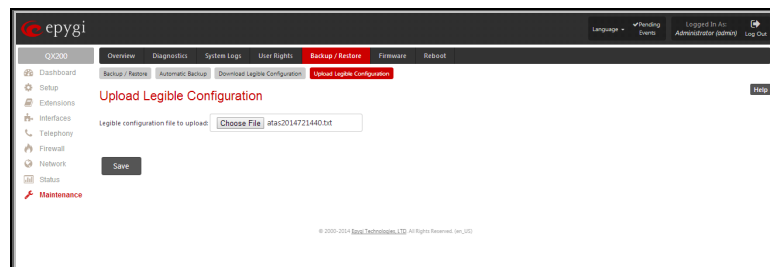 epygi
Language
Pending Events
Logged In As:
Administrator (admin)
Log Out
QX200
Overview Diagnostics System Logs User Rights Backup / Restore Firmware Reboot
Dashboard
Setup
Extensions
Interfaces
Telephony
Firewall
Network
Status
Maintenance
Backup / Restore Automatic Backup Download Legible Configuration Upload Legible Configuration
Help
Upload Legible Configuration
Legible configuration file to upload: Choose File atas2014721440.txt
Save
© 2000-2014 Epygi Technologies, LTD. All Rights Reserved. (en_US)